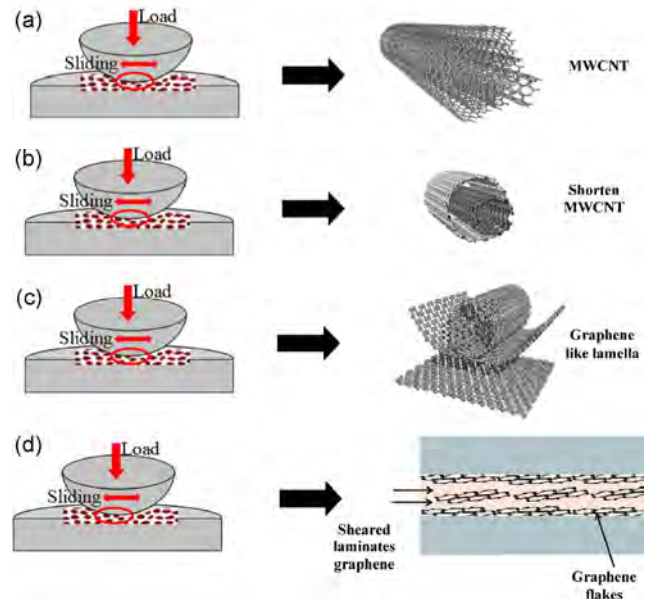 (a)
Load
Sliding
MWCNT
(b)
Load
Sliding
Shorten
MWCNT
(c)
Load
Sliding
Graphene
like lamella
(d)
Load
Sliding
Sheared
laminates
graphene
Graphene
flakes